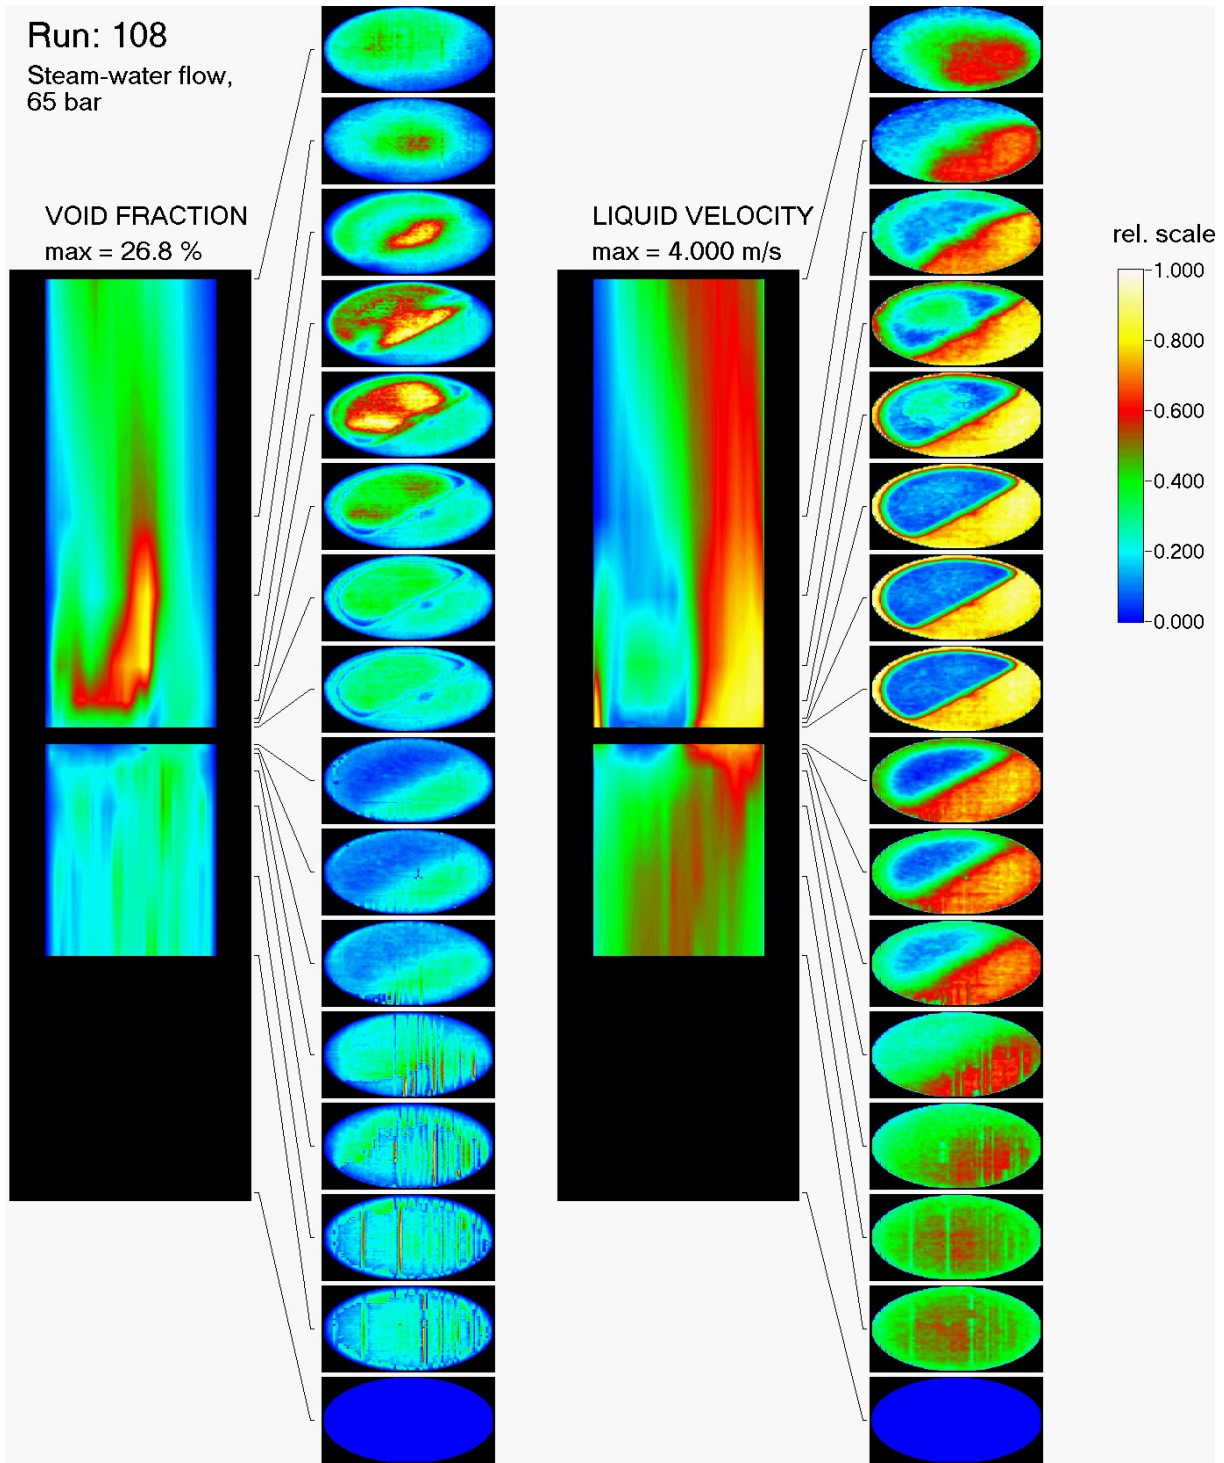 Run: 108
Steam-water flow,
65 bar
VOID FRACTION
max = 26.8 %
LIQUID VELOCITY
max = 4.000 m/s
rel. scale
1.000
0.800
0.600
0.400
0.200
0.000